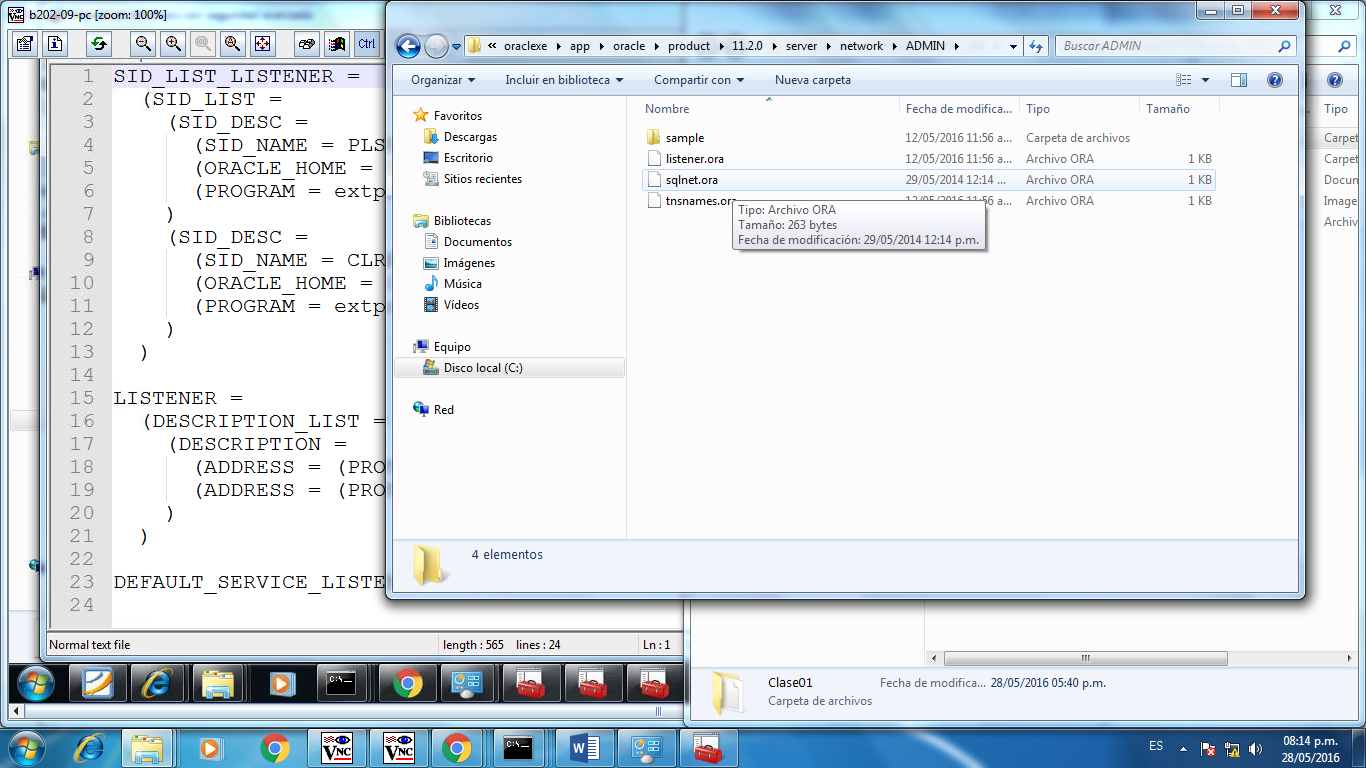 b202-09-pc [zoom: 100%]
Ctrl
1 SID_LIST_LISTENER =
2 (SID_LIST =
3 (SID_DESC =
4 (SID_NAME = PLS
5 (ORACLE_HOME =
6 (PROGRAM = extp
7 )
8 (SID_DESC =
9 (SID_NAME = CLR
10 (ORACLE_HOME =
11 (PROGRAM = extp
12 )
13 )
14
15 LISTENER =
16 (DESCRIPTION_LIST =
17 (DESCRIPTION =
18 (ADDRESS = (PRO
19 (ADDRESS = (PRO
20 )
21 )
22
23 DEFAULT_SERVICE_LISTE
24
Normal text file length : 565 lines : 24 Ln : 1
« oraclexe app oracle product 11.2.0 server network ADMIN
Buscar ADMIN
Organizar Incluir en biblioteca Compartir con Nueva carpeta
Favoritos
Descargas
Escritorio
Sitios recientes
Bibliotecas
Documentos
Imágenes
Música
Vídeos
Equipo
Disco local (C:)
Red
Nombre Fecha de modifica... Tipo Tamaño
sample 12/05/2016 11:56 a... Carpeta de archivos
listener.ora 12/05/2016 11:56 a... Archivo ORA 1 KB
sqlnet.ora 29/05/2014 12:14 ... Archivo ORA 1 KB
tnsnames.ora 12/05/2016 11:56 a... Archivo ORA 1 KB
Tipo: Archivo ORA
Tamaño: 263 bytes
Fecha de modificación: 29/05/2014 12:14 p.m.
4 elementos
Tipo
Carpet
Carpet
Docun
Image
Archiv
Clase01 Fecha de modifica... 28/05/2016 05:40 p.m.
Carpeta de archivos
ES
08:14 p.m.
28/05/2016